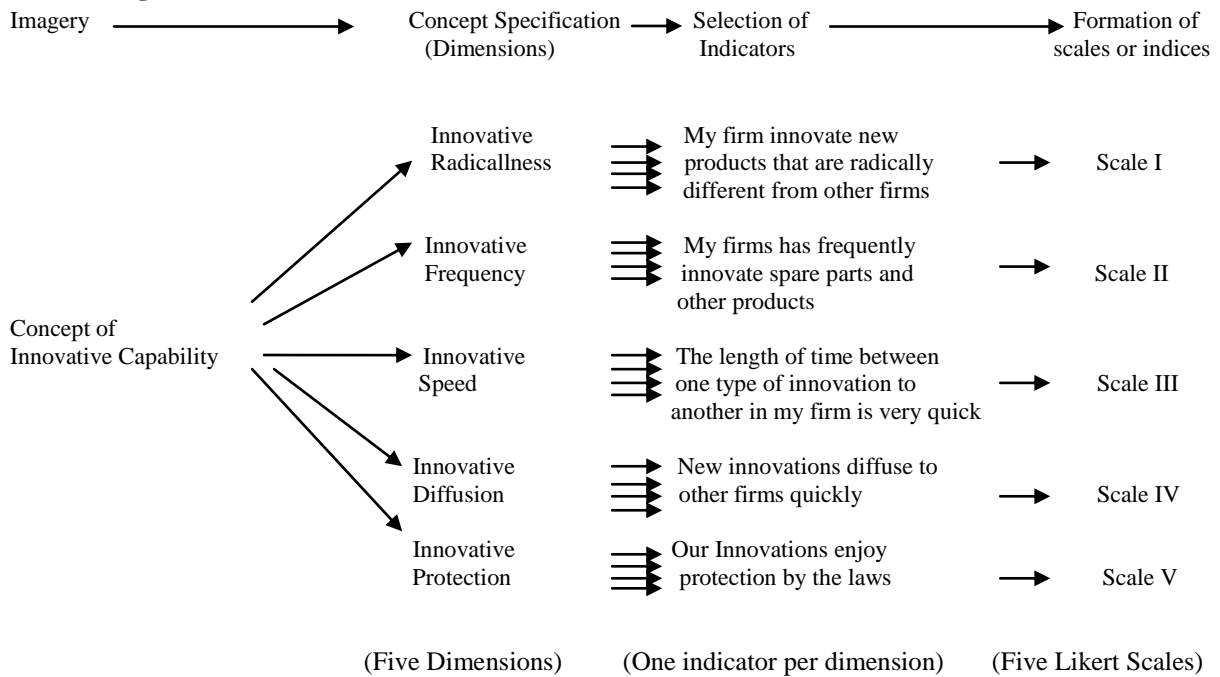 Imagery
Concept Specification
(Dimensions)
Selection of
Indicators
Formation of
scales or indices
Innovative
Radicallness
My firm innovate new
products that are radically
different from other firms
Scale I
Innovative
Frequency
My firms has frequently
innovate spare parts and
other products
Scale II
Concept of
Innovative Capability
Innovative
Speed
The length of time between
one type of innovation to
another in my firm is very quick
Scale III
Innovative
Diffusion
New innovations diffuse to
other firms quickly
Scale IV
Innovative
Protection
Our Innovations enjoy
protection by the laws
Scale V
(Five Dimensions)
(One indicator per dimension)
(Five Likert Scales)